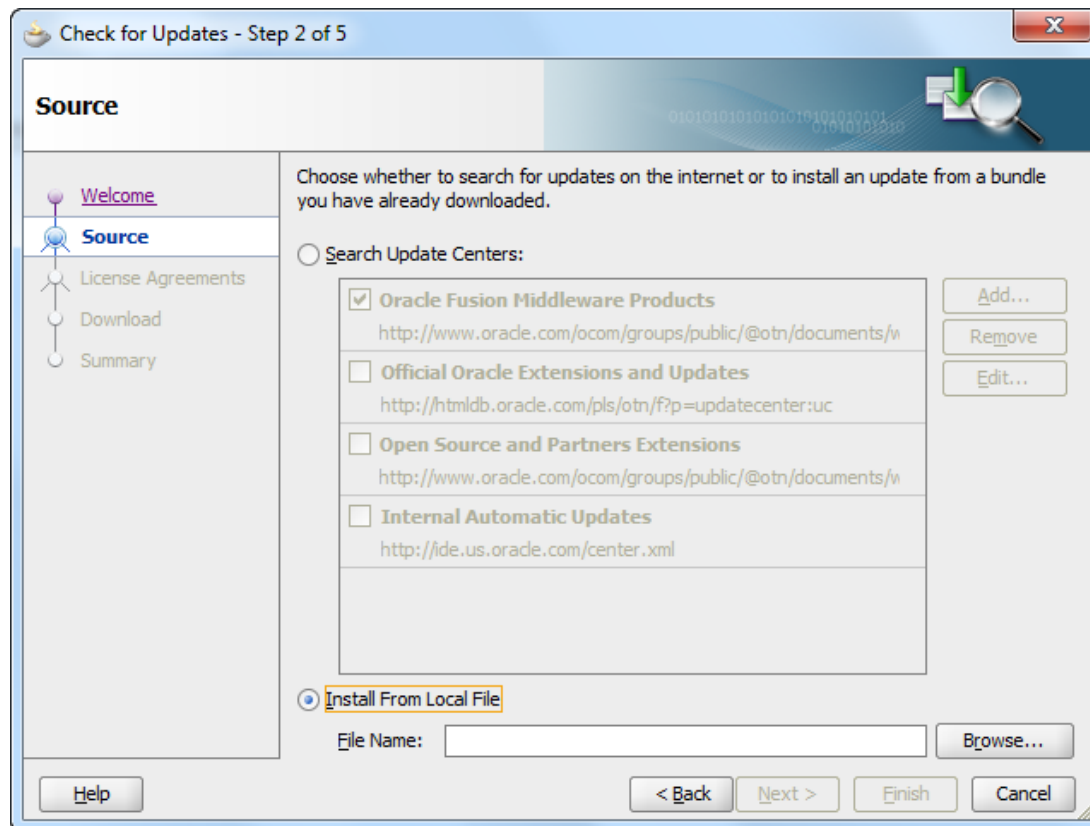 Check for Updates - Step 2 of 5
Source
Welcome
Source
License Agreements
Download
Summary
Choose whether to search for updates on the internet or to install an update from a bundle
you have already downloaded.
Search Update Centers:
Oracle Fusion Middleware Products
http://www.oracle.com/ocom/groups/public/@otn/documents/w
Official Oracle Extensions and Updates
http://htmldb.oracle.com/pls/otn/f?p=updatecenter:uc
Open Source and Partners Extensions
http://www.oracle.com/ocom/groups/public/@otn/documents/w
Internal Automatic Updates
http://ide.us.oracle.com/center.xml
Add...
Remove
Edit...
Install From Local File
File Name:
Browse...
Help
< Back
Next >
Finish
Cancel